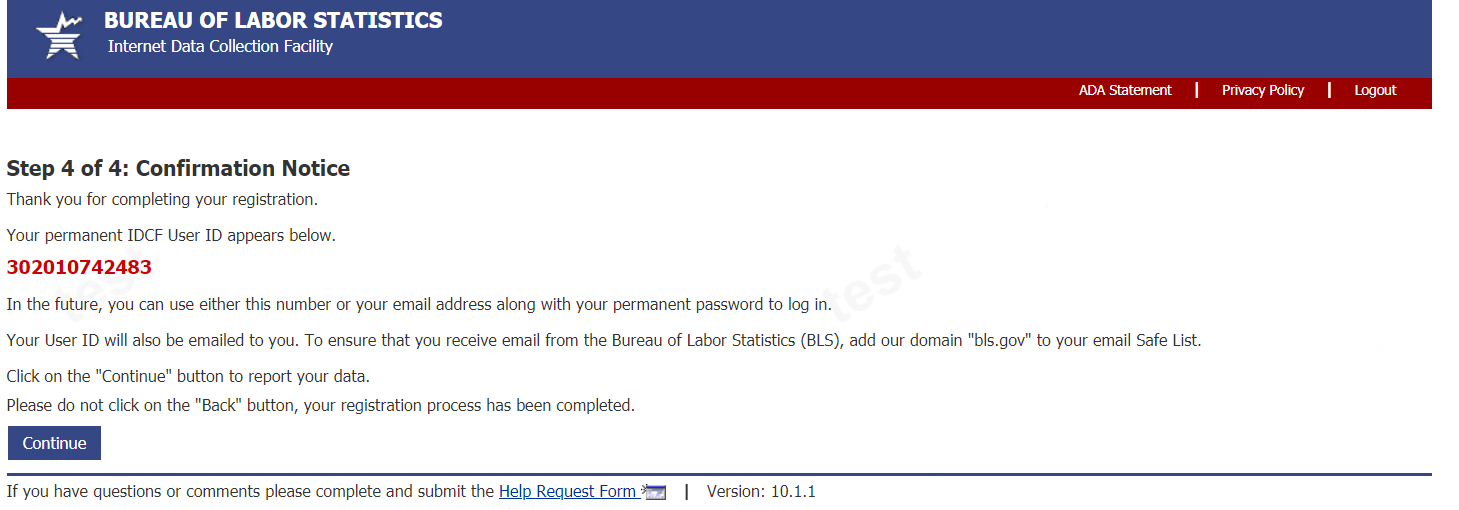 BUREAU OF LABOR STATISTICS
Internet Data Collection Facility
ADA Statement | Privacy Policy | Logout
Step 4 of 4: Confirmation Notice
Thank you for completing your registration.
Your permanent IDCF User ID appears below.
302010742483
test test
In the future, you can use either this number or your email address along with your permanent password to log in.
Your User ID will also be emailed to you. To ensure that you receive email from the Bureau of Labor Statistics (BLS), add our domain "bls.gov" to your email Safe List.
Click on the "Continue" button to report your data.
Please do not click on the "Back" button, your registration process has been completed.
Continue
If you have questions or comments please complete and submit the Help Request Form | Version: 10.1.1